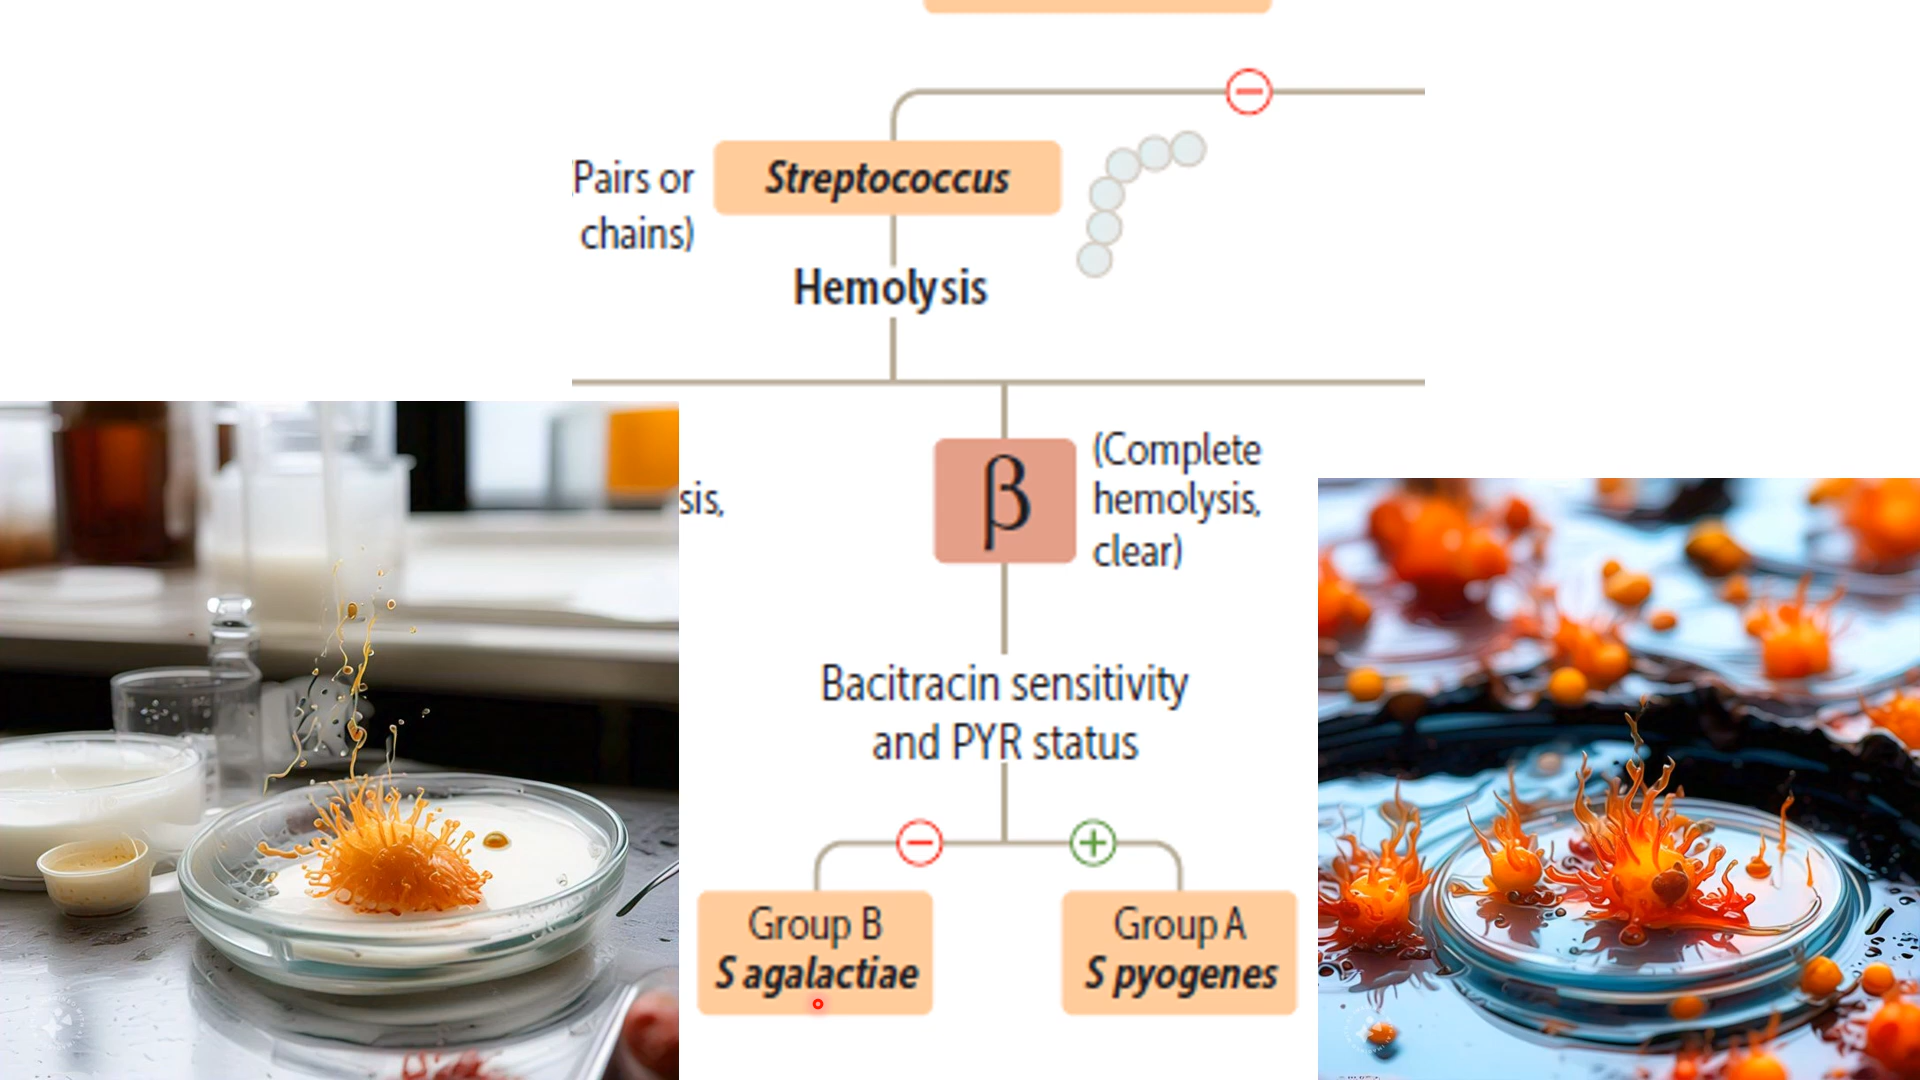 Pairs or
chains)
Streptococcus
Hemolysis
sis,
β
(Complete
hemolysis,
clear)
Bacitracin sensitivity
and PYR status
Group B
S agalactiae
Group A
S pyogenes